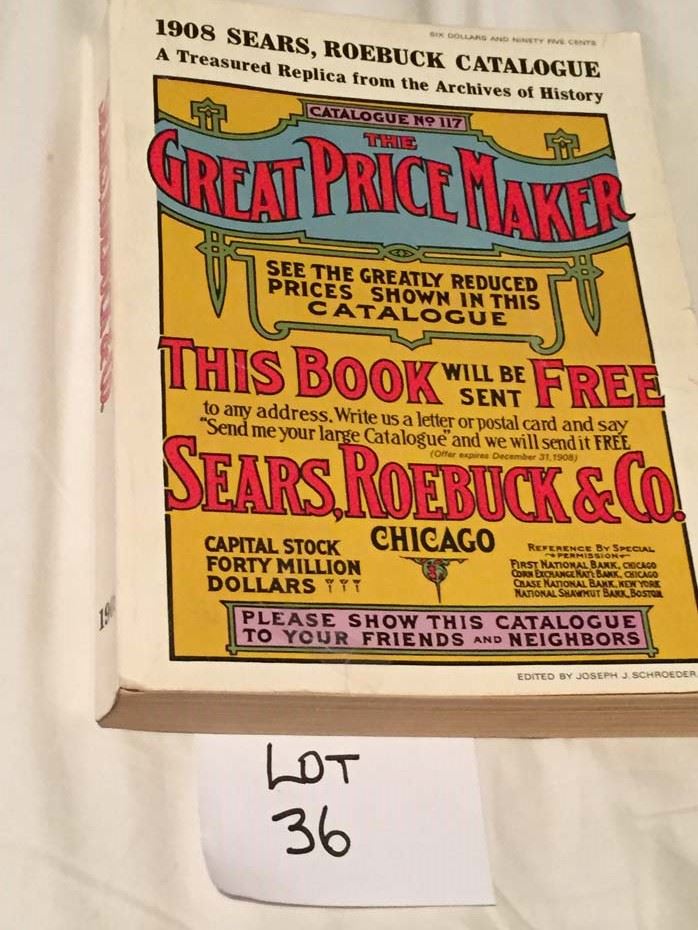 SIX DOLLARS AND NINETY FIVE CENTS
1908 SEARS, ROEBUCK CATALOGUE
A Treasured Replica from the Archives of History
CATALOGUE Nº 117
THE
GREAT PRICE MAKER
SEE THE GREATLY REDUCED
PRICES SHOWN IN THIS
CATALOGUE
THIS BOOK WILL BE SENT FREE
to any address. Write us a letter or postal card and say
"Send me your large Catalogue" and we will send it FREE
(Offer expires December 31, 1908)
SEARS, ROEBUCK & CO.
CHICAGO
CAPITAL STOCK
FORTY MILLION
DOLLARS
REFERENCE BY SPECIAL
PERMISSION
FIRST NATIONAL BANK, CHICAGO
CORN EXCHANGE NAT'L BANK, CHICAGO
CHASE NATIONAL BANK, NEW YORK
NATIONAL SHAWMUT BANK, BOSTON
PLEASE SHOW THIS CATALOGUE
TO YOUR FRIENDS AND NEIGHBORS
EDITED BY JOSEPH J. SCHROEDER,
LOT
36